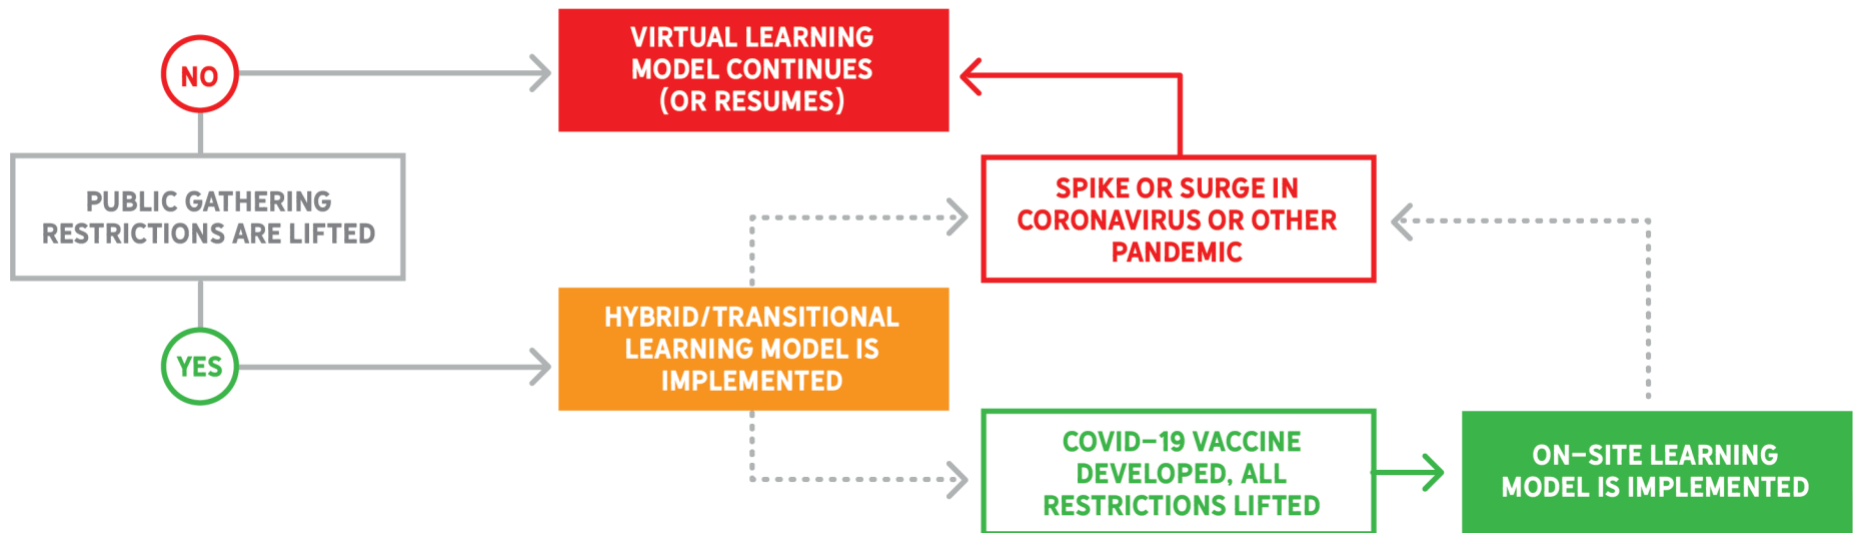 NO
VIRTUAL LEARNING
MODEL CONTINUES
(OR RESUMES)
PUBLIC GATHERING
RESTRICTIONS ARE LIFTED
SPIKE OR SURGE IN
CORONAVIRUS OR OTHER
PANDEMIC
YES
HYBRID/TRANSITIONAL
LEARNING MODEL IS
IMPLEMENTED
COVID–19 VACCINE
DEVELOPED, ALL
RESTRICTIONS LIFTED
ON–SITE LEARNING
MODEL IS IMPLEMENTED